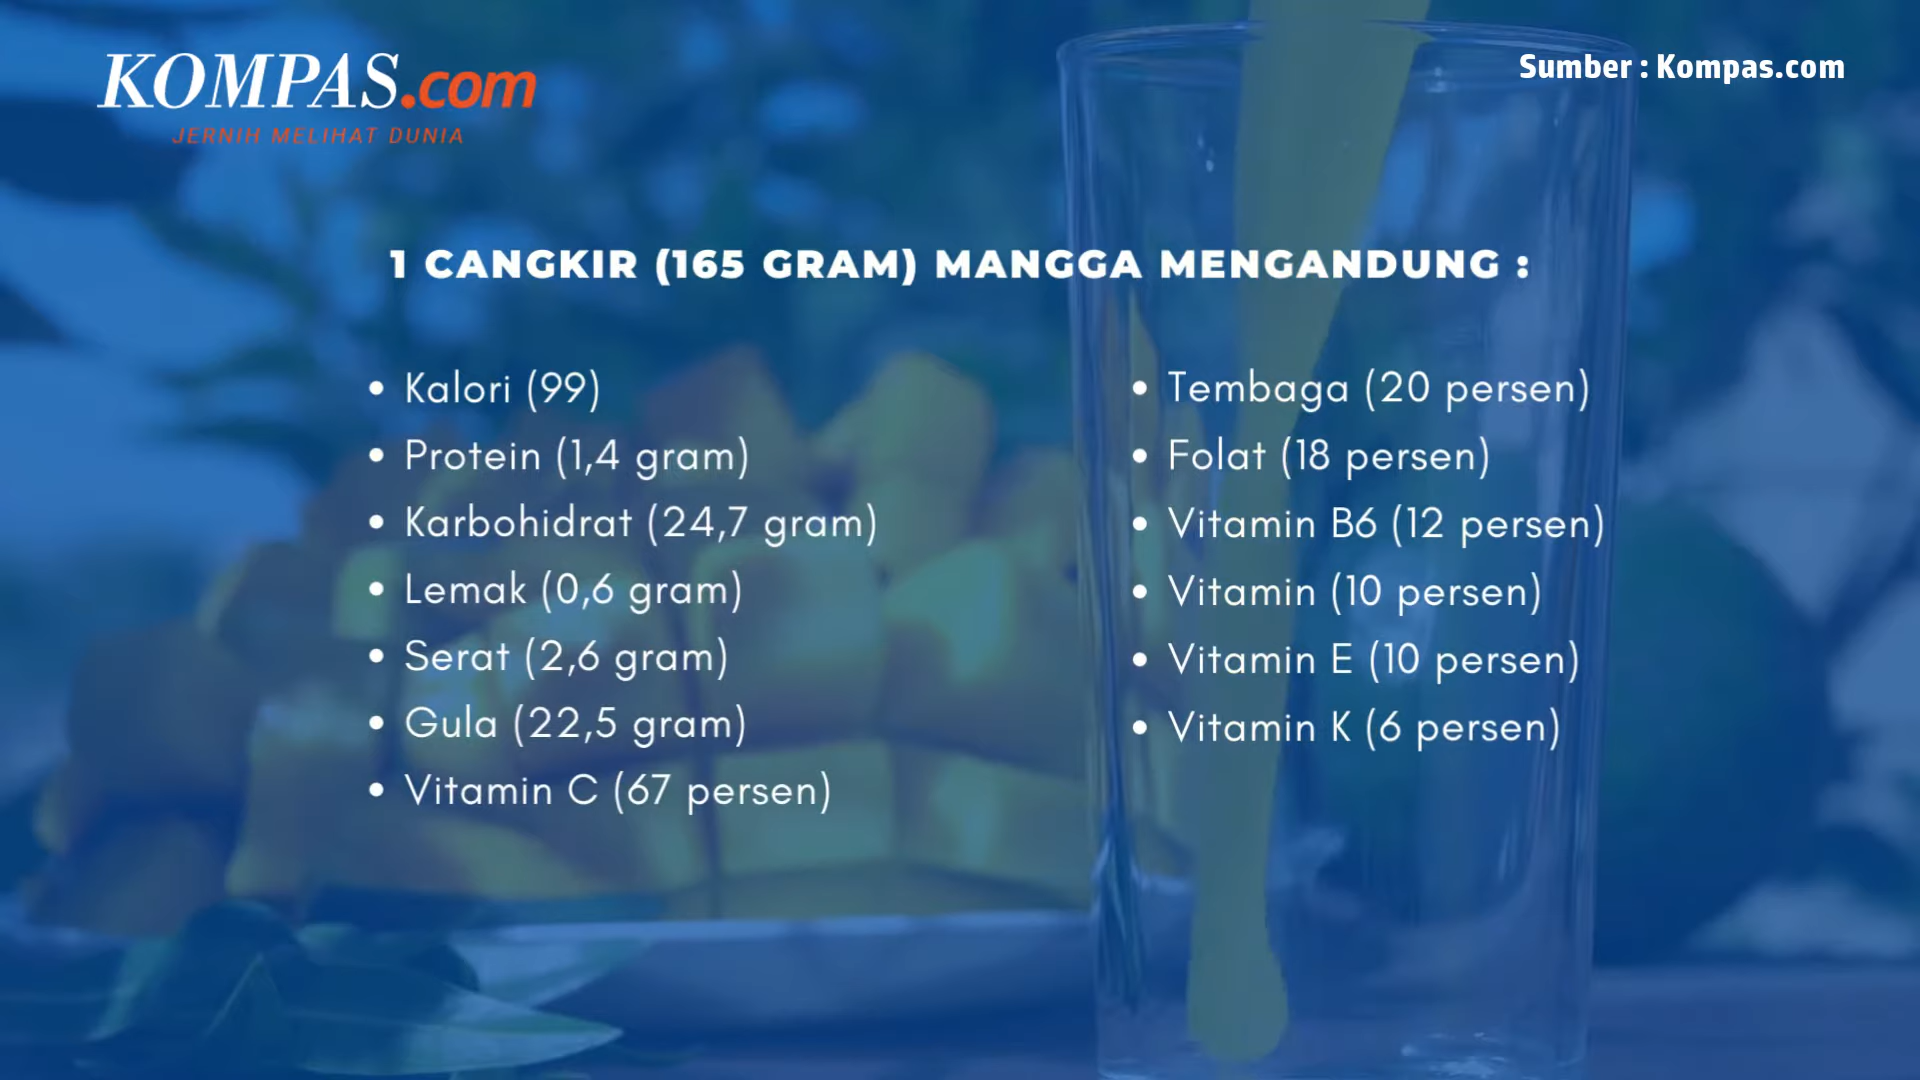 KOMPAS.com
JERNIH MELIHAT DUNIA
Sumber : Kompas.com
1 CANGKIR (165 GRAM) MANGGA MENGANDUNG :
• Kalori (99)
• Protein (1,4 gram)
• Karbohidrat (24,7 gram)
• Lemak (0,6 gram)
• Serat (2,6 gram)
• Gula (22,5 gram)
• Vitamin C (67 persen)
• Tembaga (20 persen)
• Folat (18 persen)
• Vitamin B6 (12 persen)
• Vitamin (10 persen)
• Vitamin E (10 persen)
• Vitamin K (6 persen)